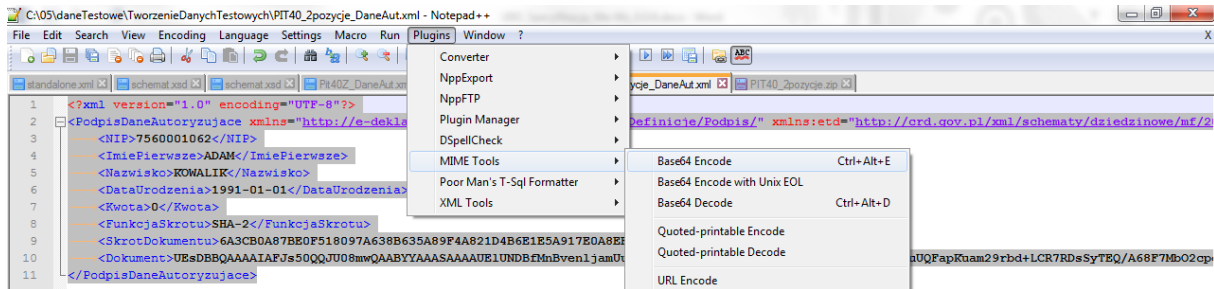 C:\05\daneTestowe\TworzenieDanychTestowych\PIT40_2pozycje_DaneAut.xml - Notepad++
File Edit Search View Encoding Language Settings Macro Run Plugins Window ? X
standalone.xml schemat.xsd schemat.xsd Pit40Z_DaneAut.xm ycje_DaneAut.xml PIT40_2pozycje.zip
Converter
NppExport
NppFTP
Plugin Manager
DSpellCheck
MIME Tools
Poor Man's T-Sql Formatter
XML Tools
Base64 Encode Ctrl+Alt+E
Base64 Encode with Unix EOL
Base64 Decode Ctrl+Alt+D
Quoted-printable Encode
Quoted-printable Decode
URL Encode
1 <?xml version="1.0" encoding="UTF-8"?>
2 <PodpisDaneAutoryzujace xmlns="http://e-dekla Definicje/Podpis/" xmlns:etd="http://crd.gov.pl/xml/schematy/dziedzinowe/mf/2
3 <NIP>7560001062</NIP>
4 <ImiePierwsze>ADAM</ImiePierwsze>
5 <Nazwisko>KOWALIK</Nazwisko>
6 <DataUrodzenia>1991-01-01</DataUrodzenia>
7 <Kwota>0</Kwota>
8 <FunkcjaSkrotu>SHA-2</FunkcjaSkrotu>
9 <SkrotDokumentu>6A3CB0A87BE0F518097A638B635A89F4A821D4B6E1E5A917E0A8E
10 <Dokument>UEsDBBQAAAAIAFJs50QQJU08mwQAABYYAAASAAAAUE1UNDBfMnBvenljamU uUQFapKuam29rbd+LCR7RDsSyTEQ/A68F7MbO2cp
11 </PodpisDaneAutoryzujace>